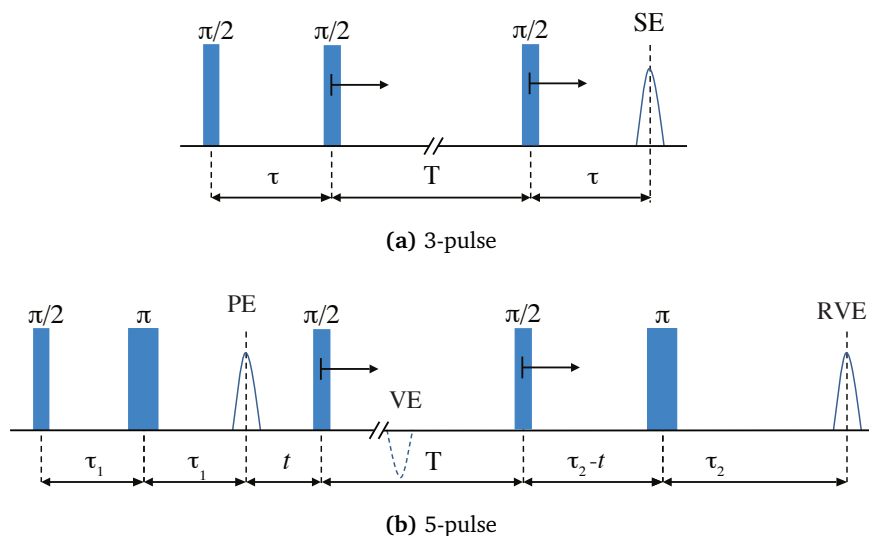 π/2 π/2 π/2 SE
τ T τ
(a) 3-pulse
π/2 π PE π/2 π/2 π RVE
VE
τ₁ τ₁ t T τ₂-t τ₂
(b) 5-pulse